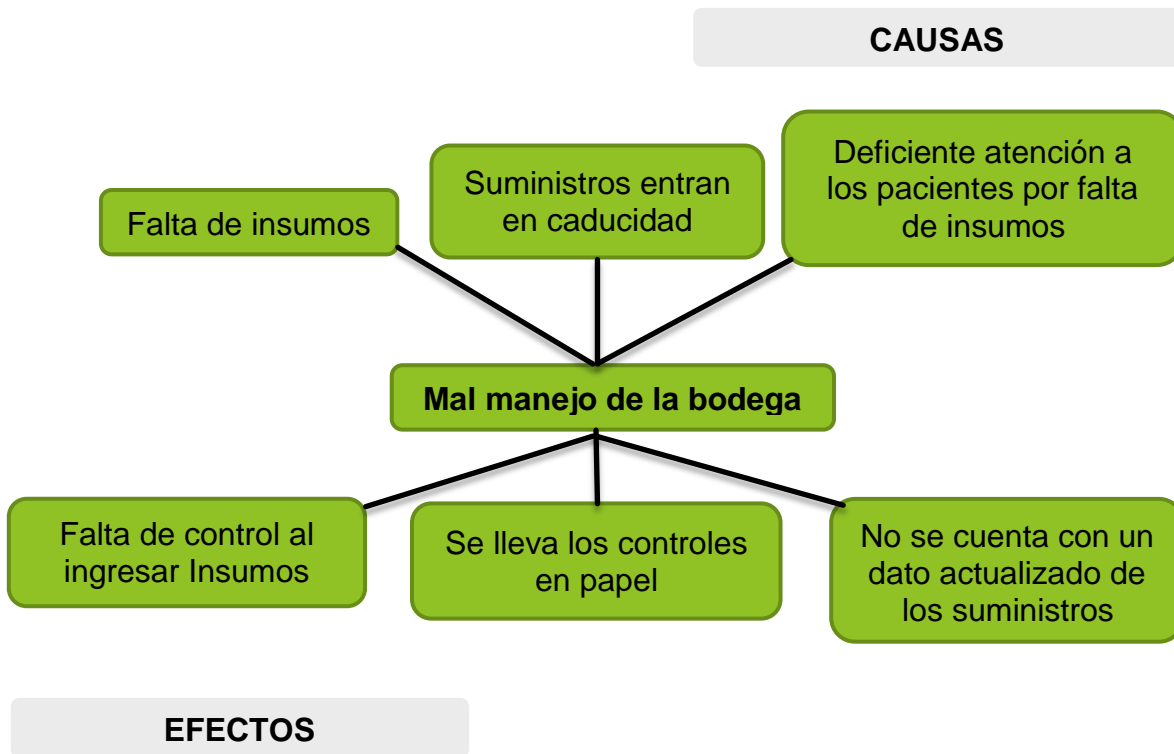 CAUSAS
Falta de insumos
Suministros entran
en caducidad
Deficiente atención a
los pacientes por falta
de insumos
Mal manejo de la bodega
Falta de control al
ingresar Insumos
Se lleva los controles
en papel
No se cuenta con un
dato actualizado de
los suministros
EFECTOS